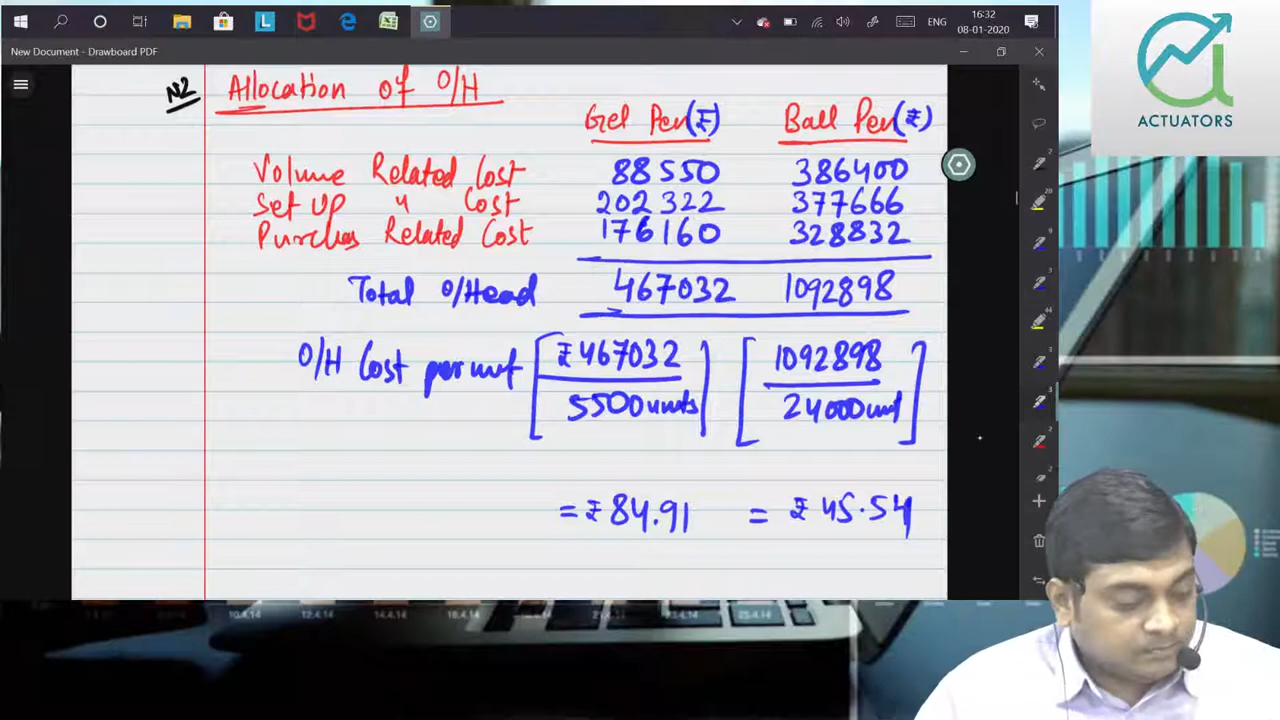 16:32
ENG
08-01-2020
New Document - Drawboard PDF
N2 Allocation of O/H
Gel Pen(₹) Ball Pen(₹)
Volume Related Cost 88550 386400
Set Up " Cost 202322 377666
Purchas Related Cost 176160 328832
Total O/Head 467032 1092898
O/H Cost per unit [₹467032 / 5500 units] [1092898 / 24000 unit]
=₹84.91 = ₹45.54
ACTUATORS